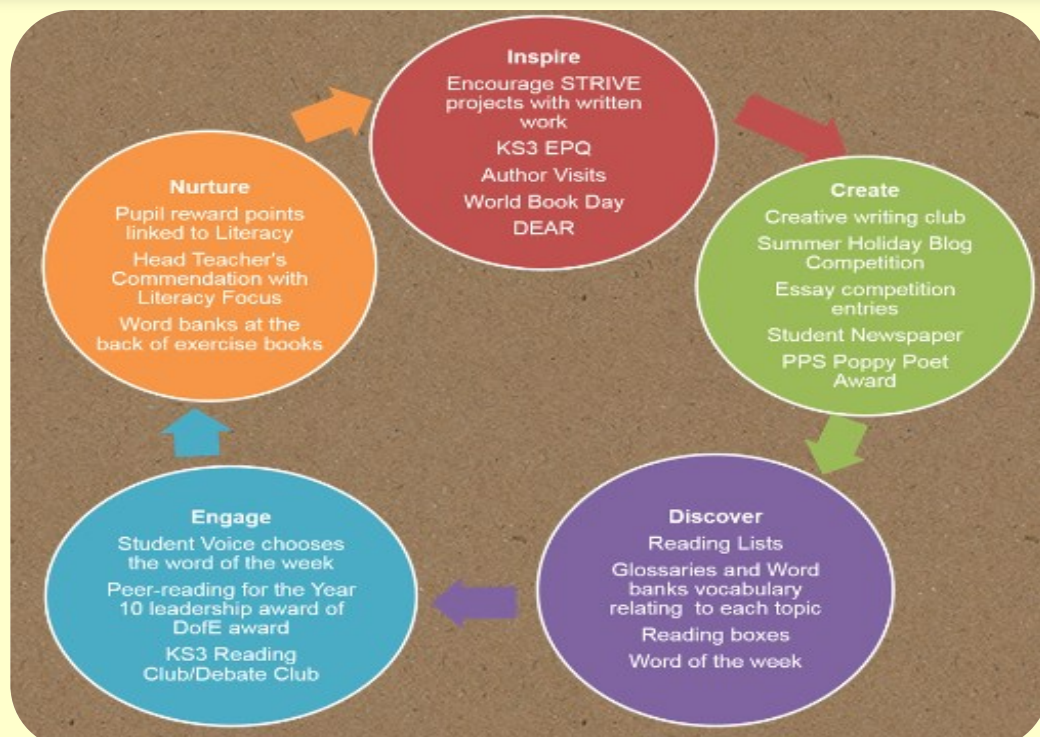 Inspire
Encourage STRIVE
projects with written
work
KS3 EPQ
Author Visits
World Book Day
DEAR
Create
Creative writing club
Summer Holiday Blog
Competition
Essay competition
entries
Student Newspaper
PPS Poppy Poet
Award
Discover
Reading Lists
Glossaries and Word
banks vocabulary
relating to each topic
Reading boxes
Word of the week
Engage
Student Voice chooses
the word of the week
Peer-reading for the Year
10 leadership award of
DofE award
KS3 Reading
Club/Debate Club
Nurture
Pupil reward points
linked to Literacy
Head Teacher's
Commendation with
Literacy Focus
Word banks at the
back of exercise books